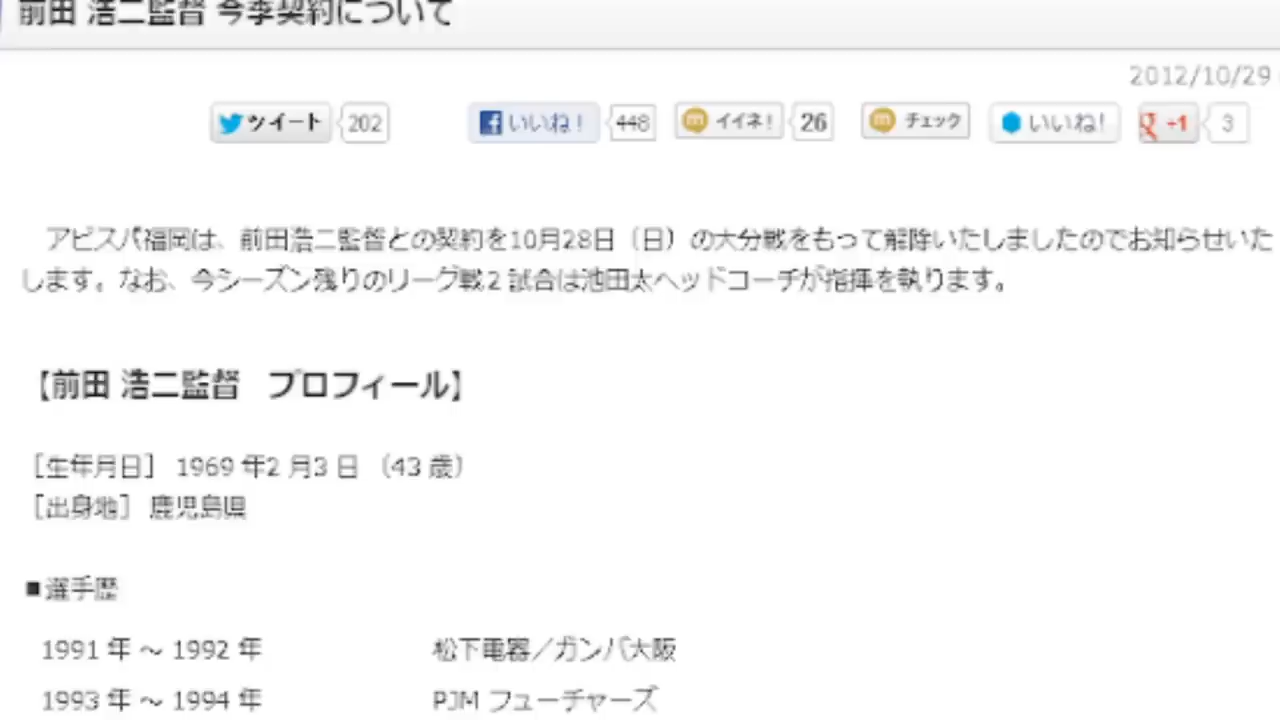 前田 浩二監督 今季契約について
2012/10/29
ツイート 202 いいね! 448 イイネ! 26 チェック いいね! +1 3
アビスパ福岡は、前田浩二監督との契約を10月28日（日）の大分戦をもって解除いたしましたのでお知らせいた
します。なお、今シーズン残りのリーグ戦2試合は池田太ヘッドコーチが指揮を執ります。
【前田 浩二監督　プロフィール】
［生年月日］ 1969 年2 月3 日 （43 歳）
［出身地］ 鹿児島県
■選手歴
1991 年 ～ 1992 年 松下電器／ガンバ大阪
1993 年 ～ 1994 年 PJM フューチャーズ